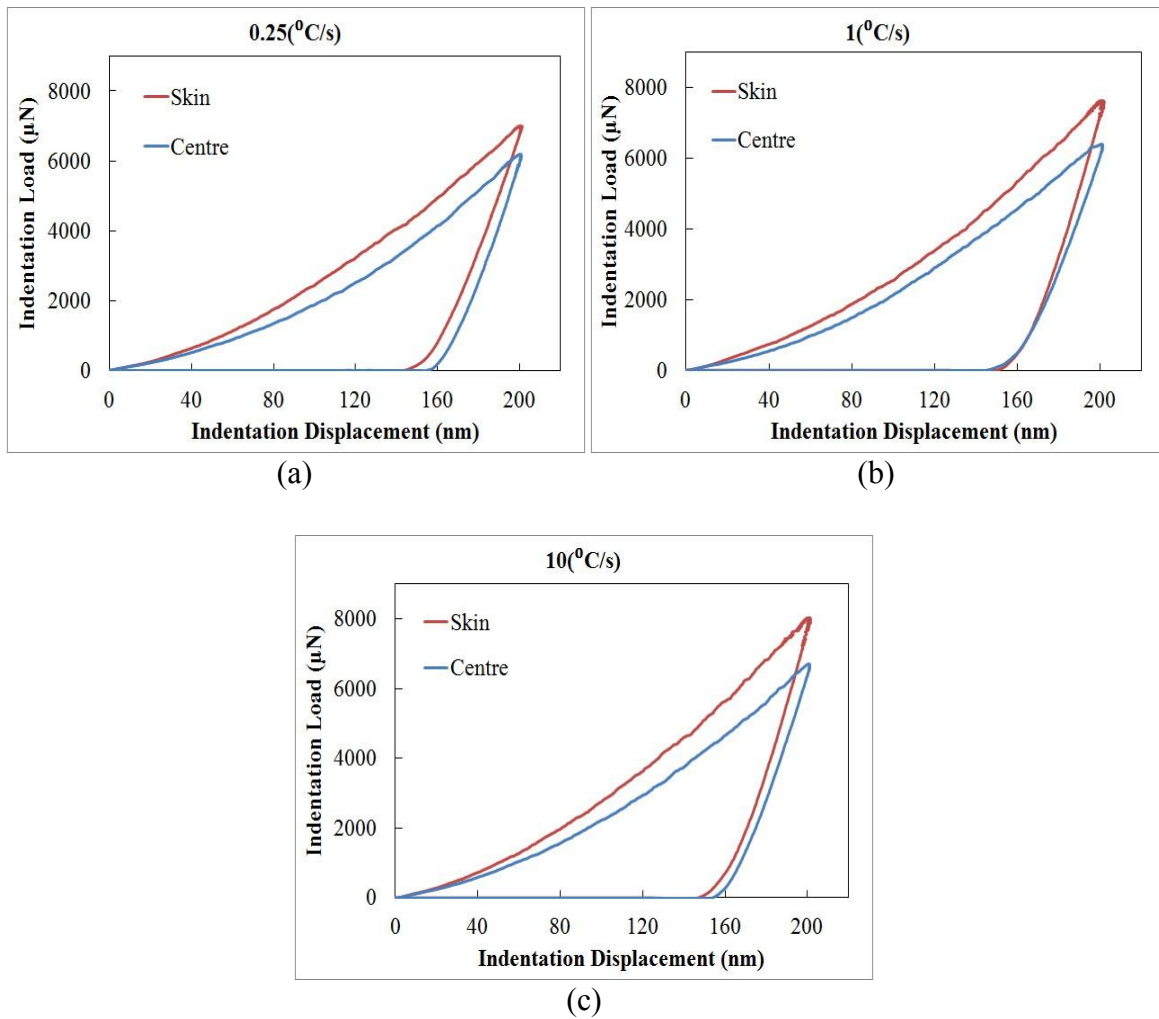 0.25(⁰C/s)
Indentation Load (µN)
8000
6000
4000
2000
0
Skin
Centre
0 40 80 120 160 200
Indentation Displacement (nm)
(a)
1(⁰C/s)
Indentation Load (µN)
8000
6000
4000
2000
0
Skin
Centre
0 40 80 120 160 200
Indentation Displacement (nm)
(b)
10(⁰C/s)
Indentation Load (µN)
8000
6000
4000
2000
0
Skin
Centre
0 40 80 120 160 200
Indentation Displacement (nm)
(c)